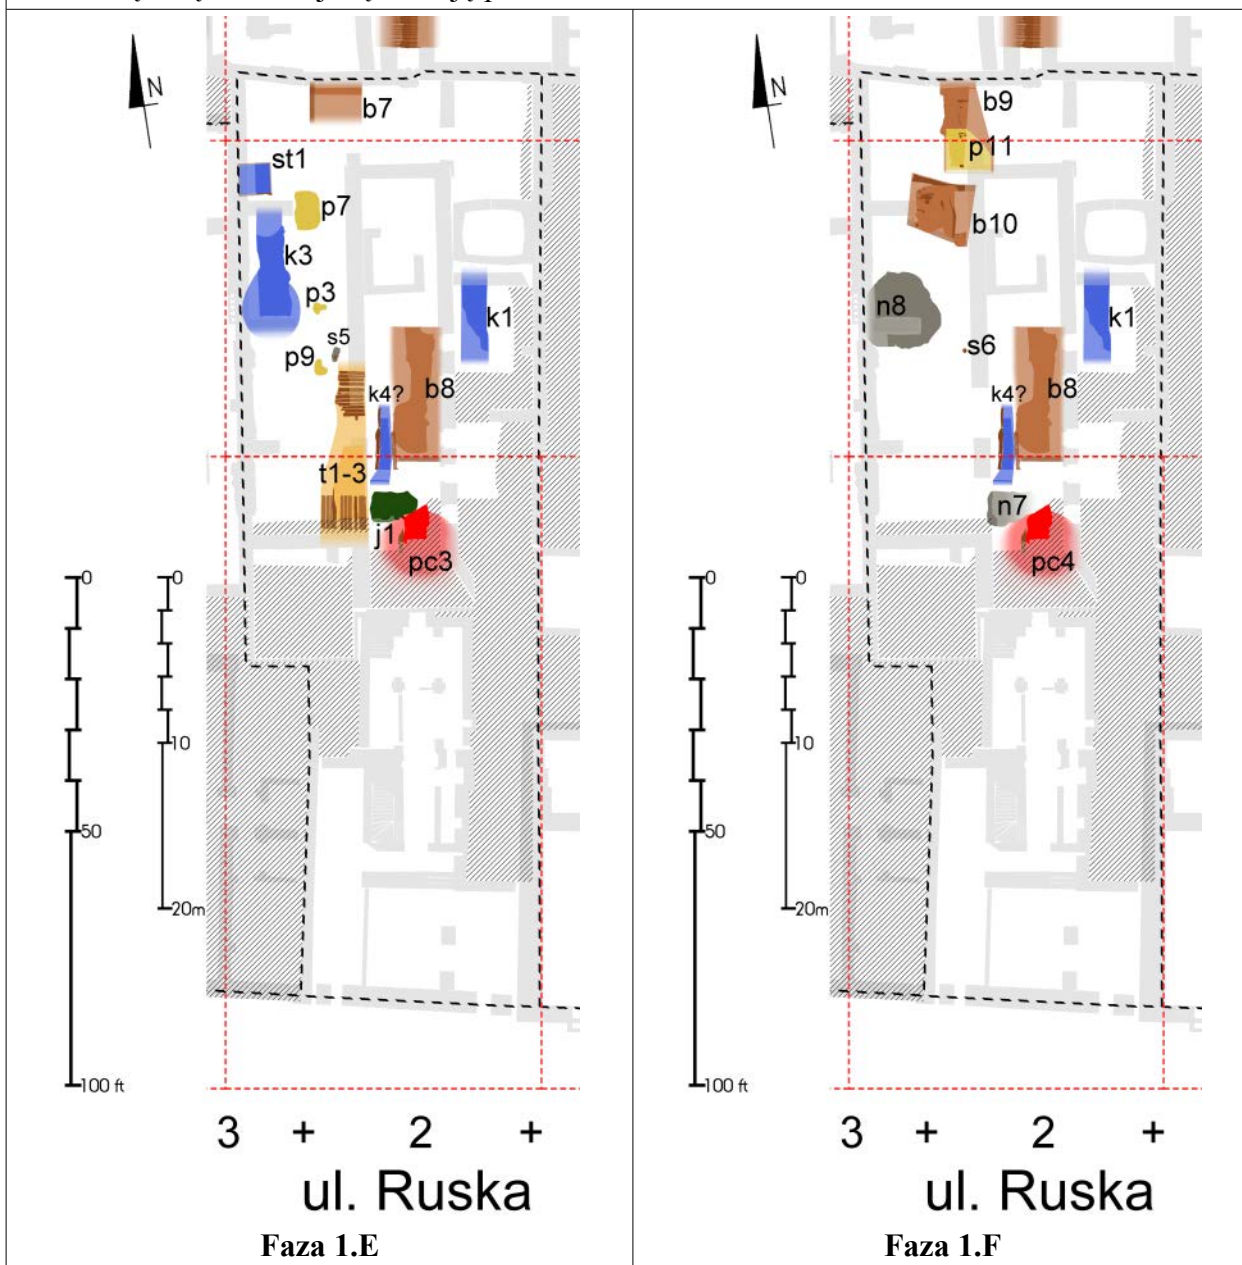 N
b7
st1
p7
k3
p3
k1
s5
p9
k4?
b8
t1-3
j1
pc3
0
0
10
50
20m
100 ft
3 + 2 +
ul. Ruska
Faza 1.E
N
b9
p11
b10
n8
k1
s6
k4?
b8
n7
pc4
0
0
10
50
20m
100 ft
3 + 2 +
ul. Ruska
Faza 1.F